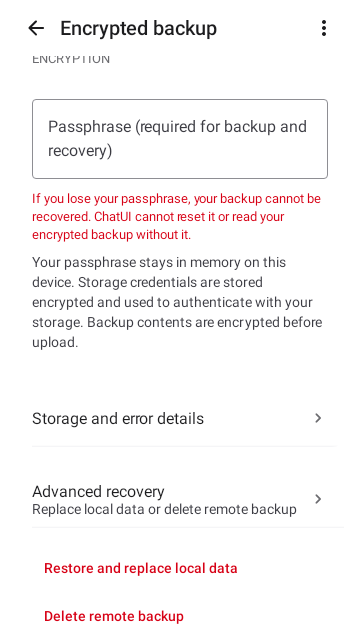 Encrypted backup
ENCRYPTION
Passphrase (required for backup and
recovery)
If you lose your passphrase, your backup cannot be
recovered. ChatUI cannot reset it or read your
encrypted backup without it.
Your passphrase stays in memory on this
device. Storage credentials are stored
encrypted and used to authenticate with your
storage. Backup contents are encrypted before
upload.
Storage and error details
Advanced recovery
Replace local data or delete remote backup
Restore and replace local data
Delete remote backup